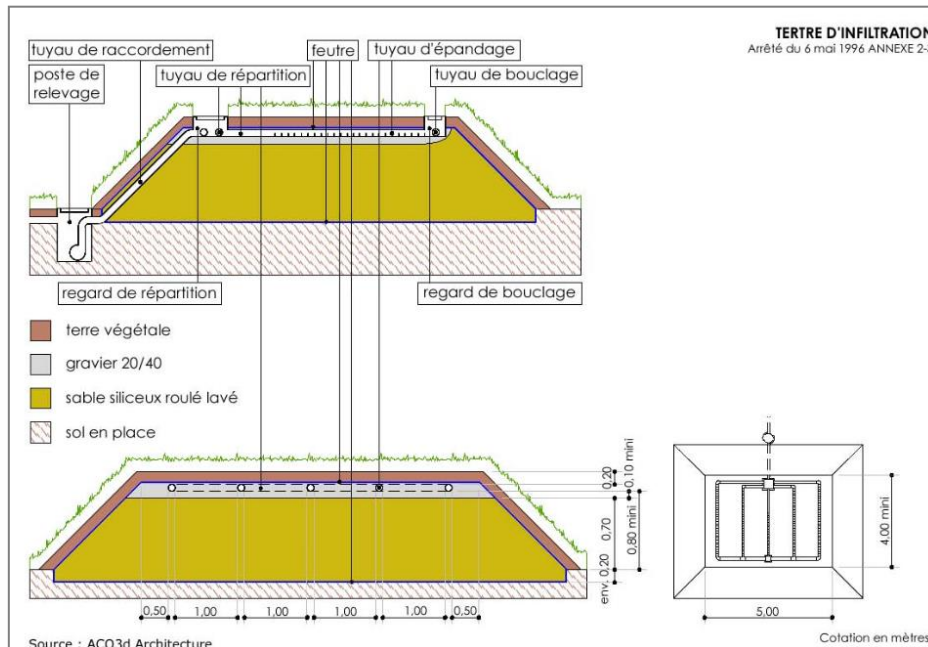 TERTRE D'INFILTRATION
Arrêté du 6 mai 1996 ANNEXE 2-
tuyau de raccordement
feutre
tuyau d'épandage
poste de
relevage
tuyau de répartition
tuyau de bouclage
regard de répartition
regard de bouclage
terre végétale
gravier 20/40
sable siliceux roulé lavé
sol en place
0,20
0,10 mini
0,70
0,80 mini
env. 0,20
0,50
1,00
1,00
1,00
1,00
0,50
4,00 mini
5,00
Source : ACO3d Architecture
Cotation en mètres